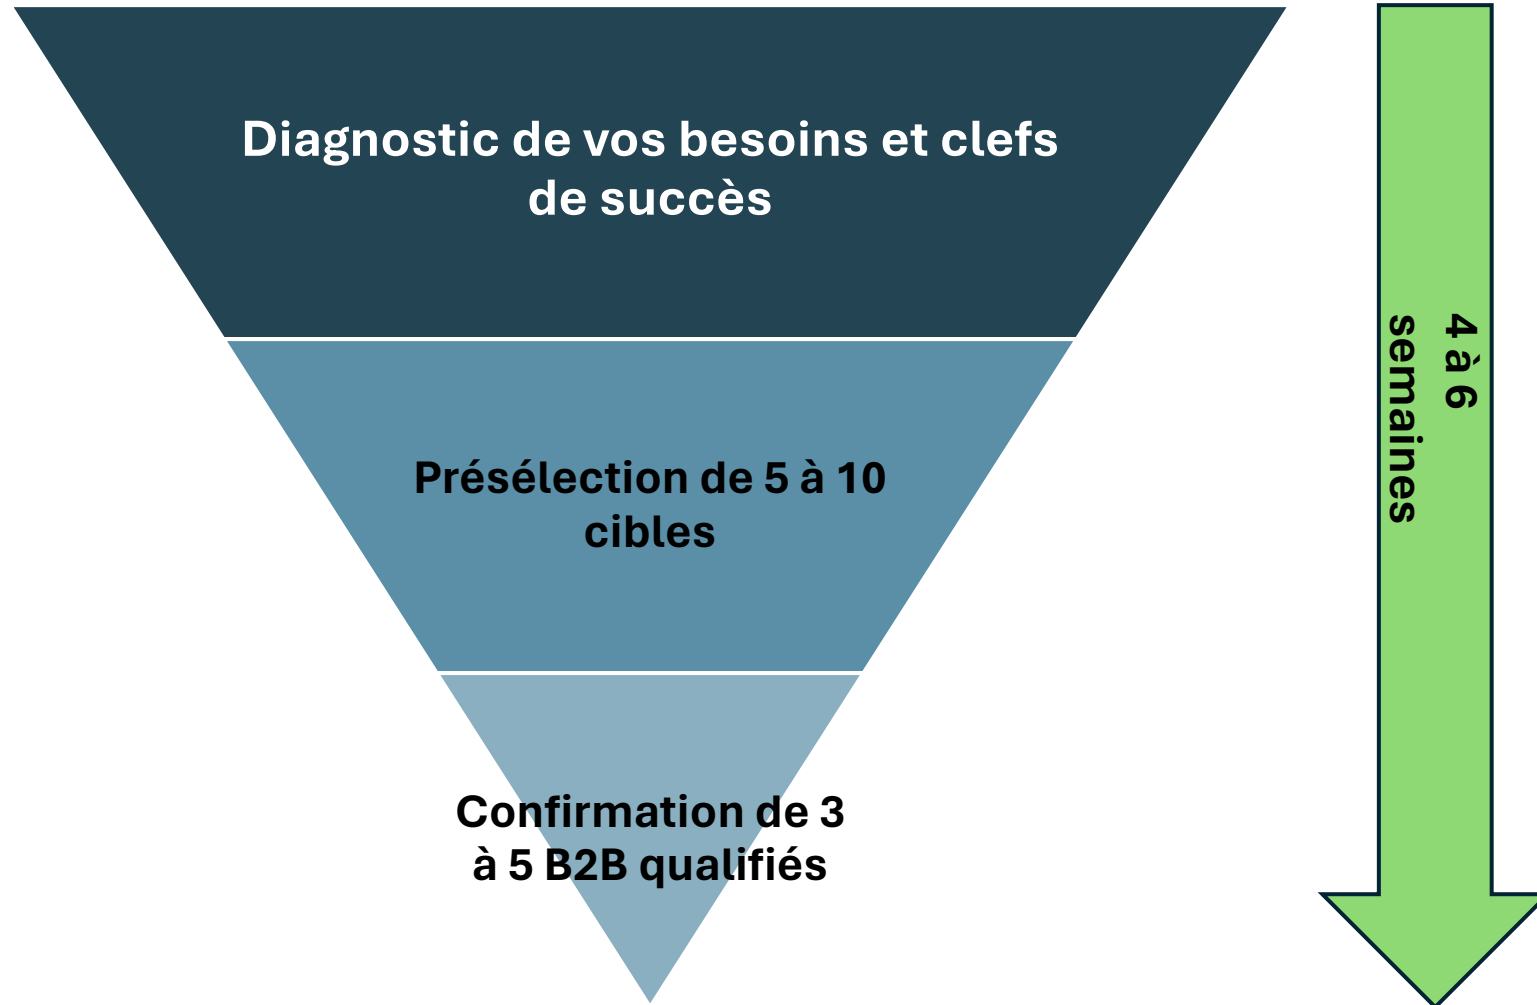 Diagnostic de vos besoins et clefs
de succès
Présélection de 5 à 10
cibles
Confirmation de 3
à 5 B2B qualifiés
4 à 6
semaines